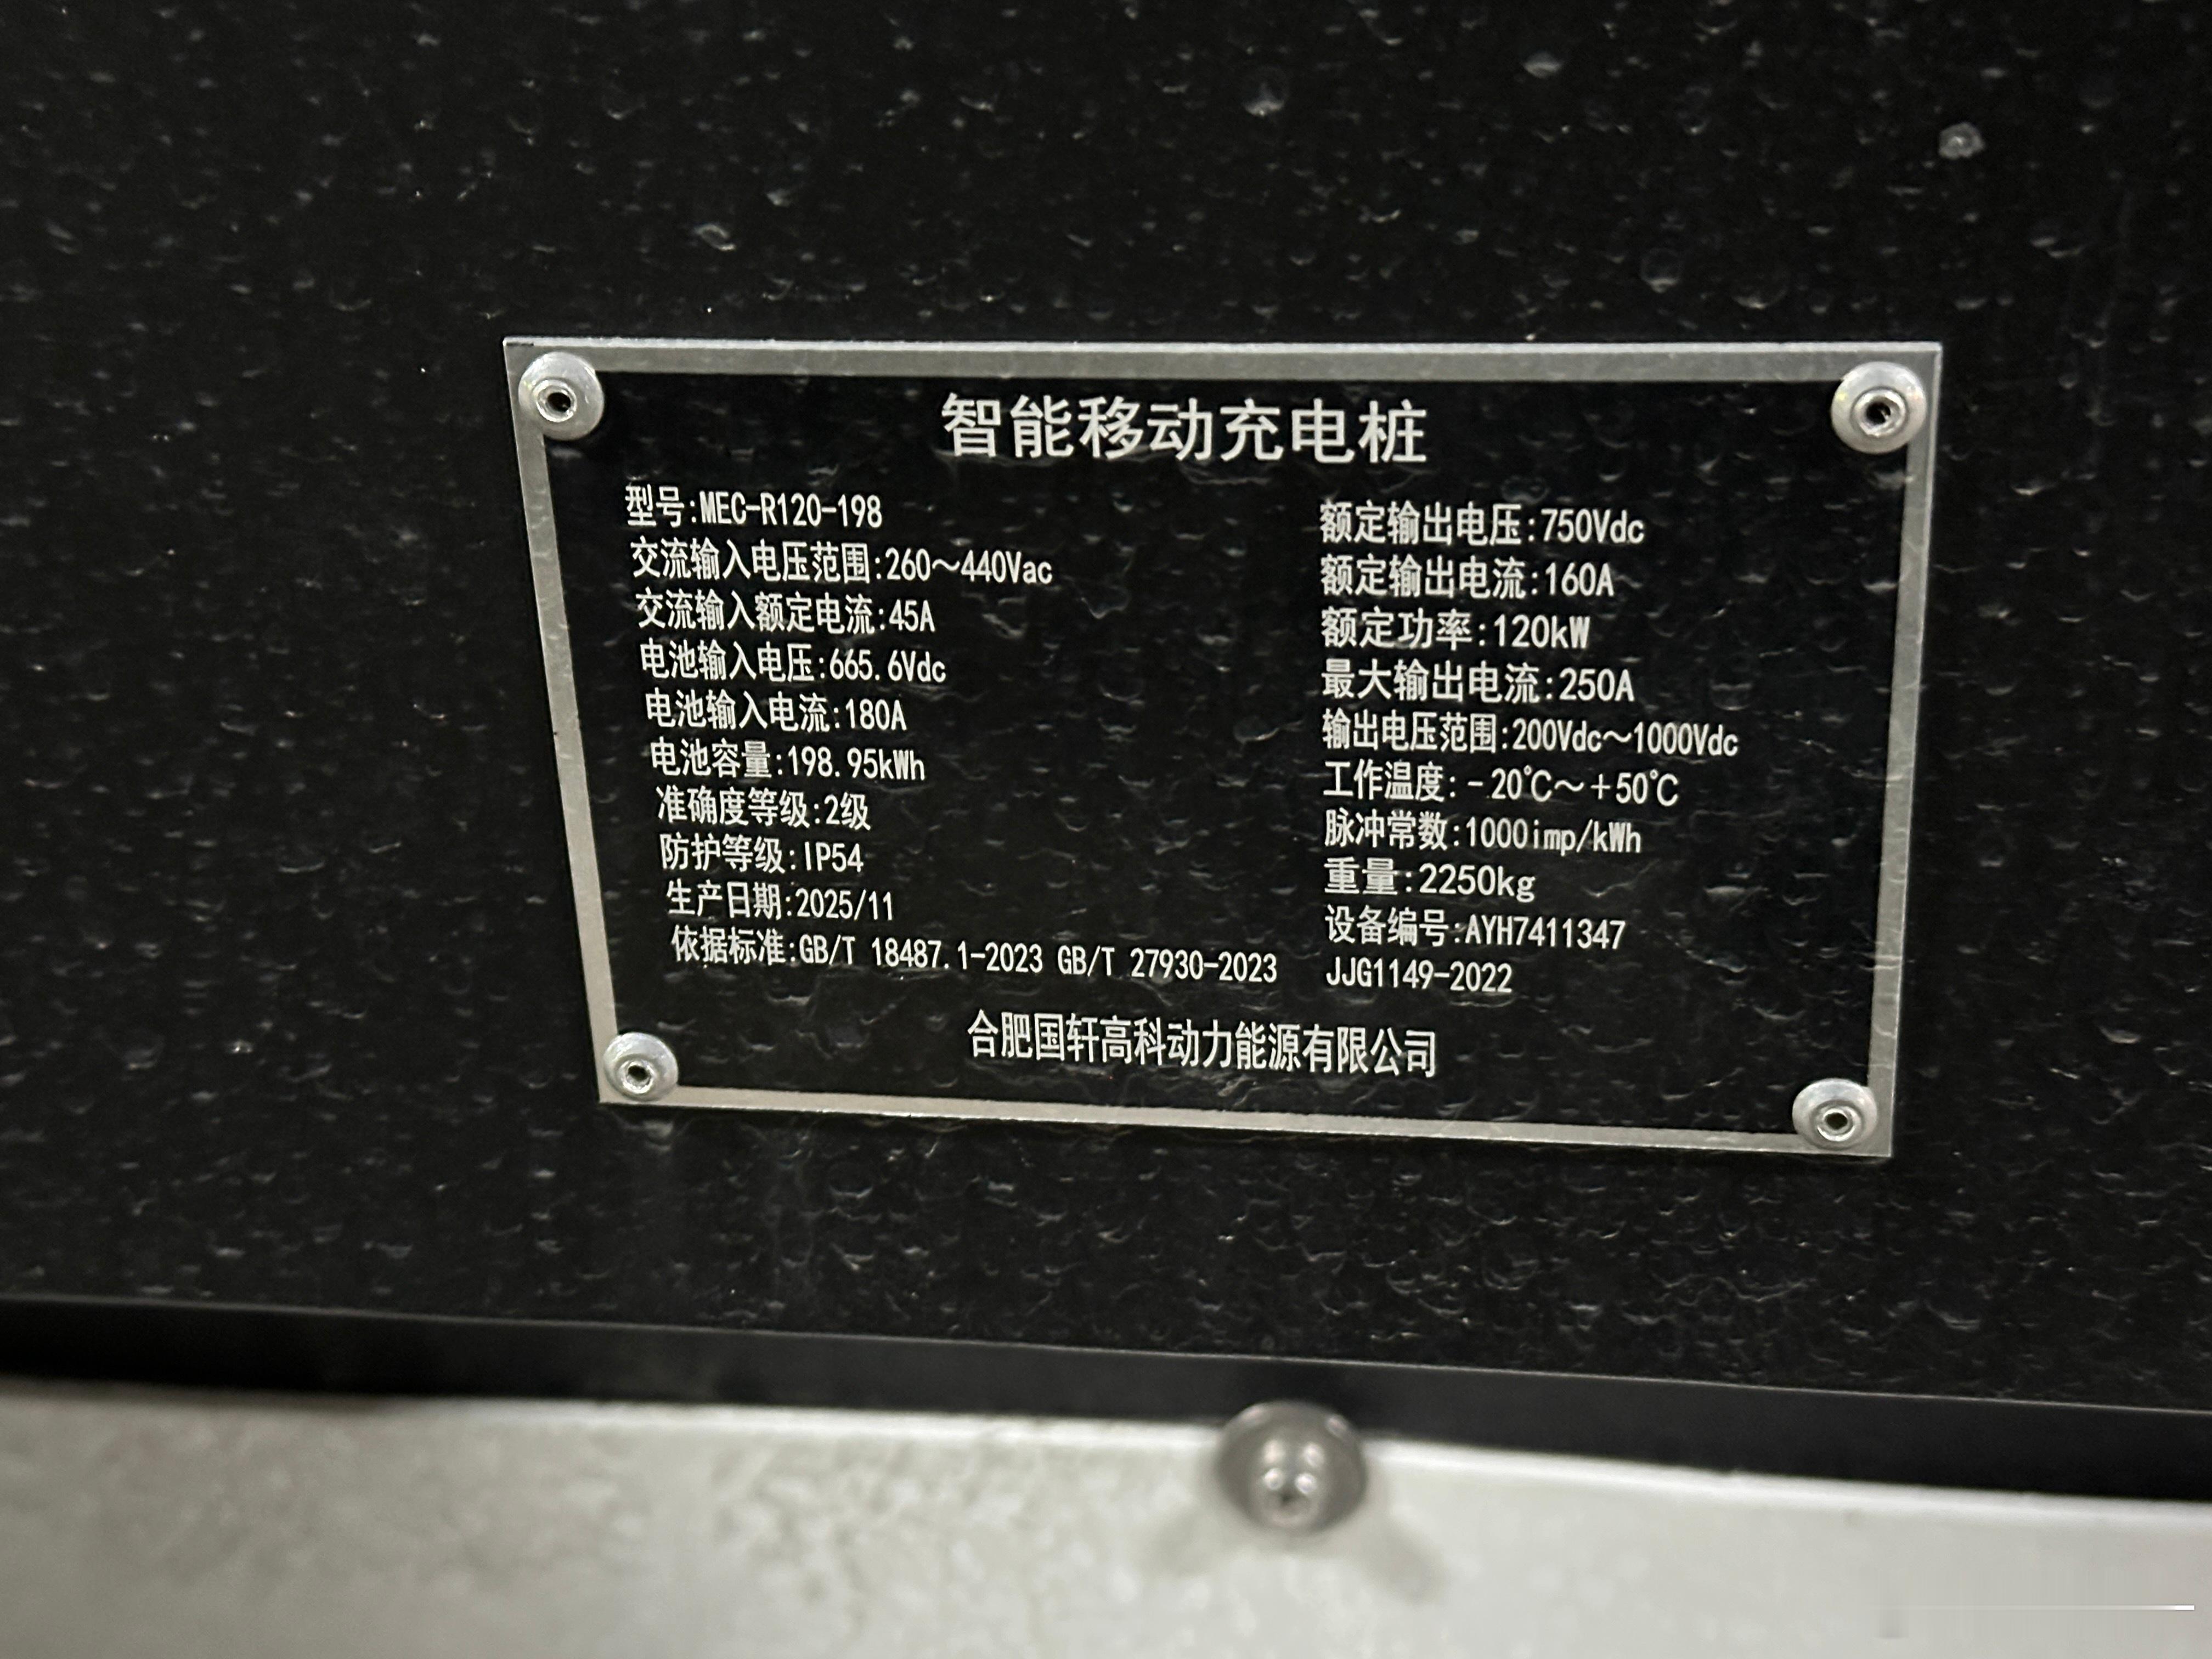 智能移动充电桩
型号:MEC-R120-198
交流输入电压范围:260～440Vac
交流输入额定电流:45A
电池输入电压:665.6Vdc
电池输入电流:180A
电池容量:198.95kWh
准确度等级:2级
防护等级:IP54
生产日期:2025/11
依据标准:GB/T 18487.1-2023 GB/T 27930-2023 JJG1149-2022
额定输出电压:750Vdc
额定输出电流:160A
额定功率:120kW
最大输出电流:250A
输出电压范围:200Vdc～1000Vdc
工作温度:-20℃～+50℃
脉冲常数:1000imp/kWh
重量:2250kg
设备编号:AYH7411347
合肥国轩高科动力能源有限公司